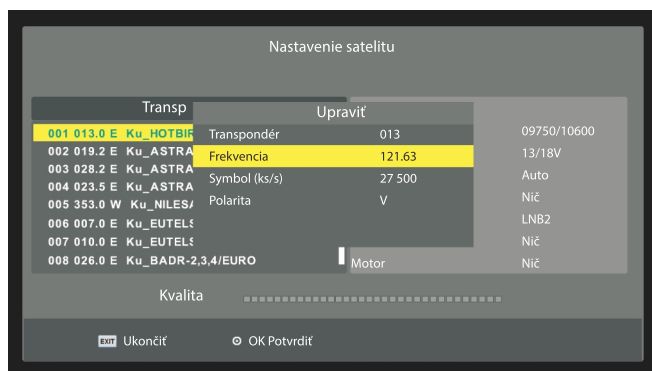 Nastavenie satelitu
Transp
Upraviť
001 013.0 E Ku_HOTBIR
002 019.2 E Ku_ASTRA
003 028.2 E Ku_ASTRA
004 023.5 E Ku_ASTRA
005 353.0 W Ku_NILESA
006 007.0 E Ku_EUTELS
007 010.0 E Ku_EUTELS
008 026.0 E Ku_BADR-2,3,4/EURO
Transpondér 013
Frekvencia 121.63
Symbol (ks/s) 27 500
Polarita V
09750/10600
13/18V
Auto
Nič
LNB2
Nič
Motor Nič
Kvalita
EXIT Ukončiť OK Potvrdiť